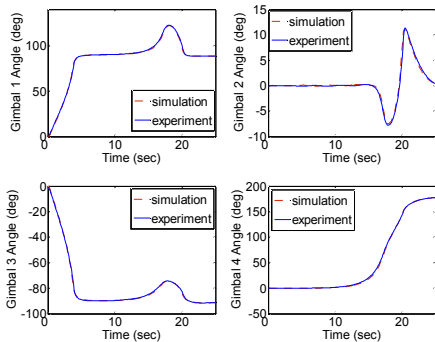 Gimbal 1 Angle (deg)
100
50
0
0
10
20
Time (sec)
simulation
experiment
Gimbal 2 Angle (deg)
15
10
5
0
-5
-10
0
10
20
Time (sec)
simulation
experiment
Gimbal 3 Angle (deg)
0
-20
-40
-60
-80
-100
0
10
20
Time (sec)
simulation
experiment
Gimbal 4 Angle (deg)
200
150
100
50
0
-50
0
10
20
Time (sec)
simulation
experiment